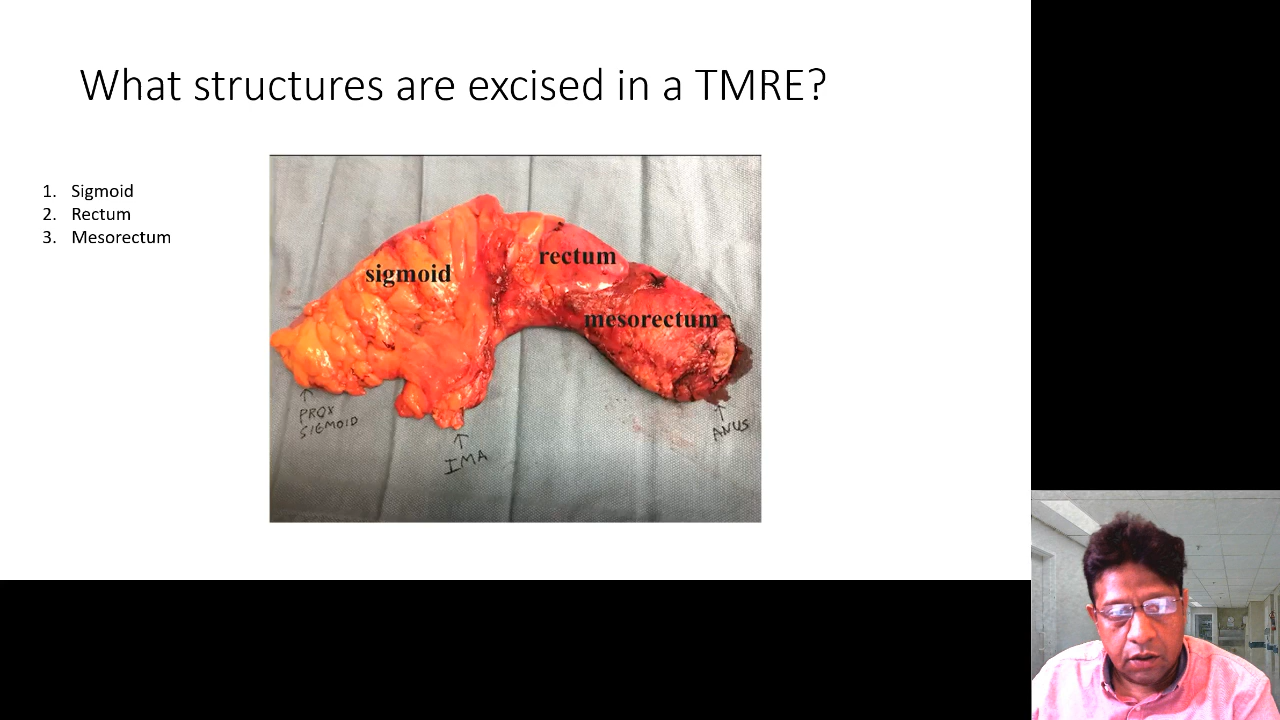 What structures are excised in a TMRE?
1. Sigmoid
2. Rectum
3. Mesorectum
sigmoid
rectum
mesorectum
PROX
SIGMOID
IMA
ANUS